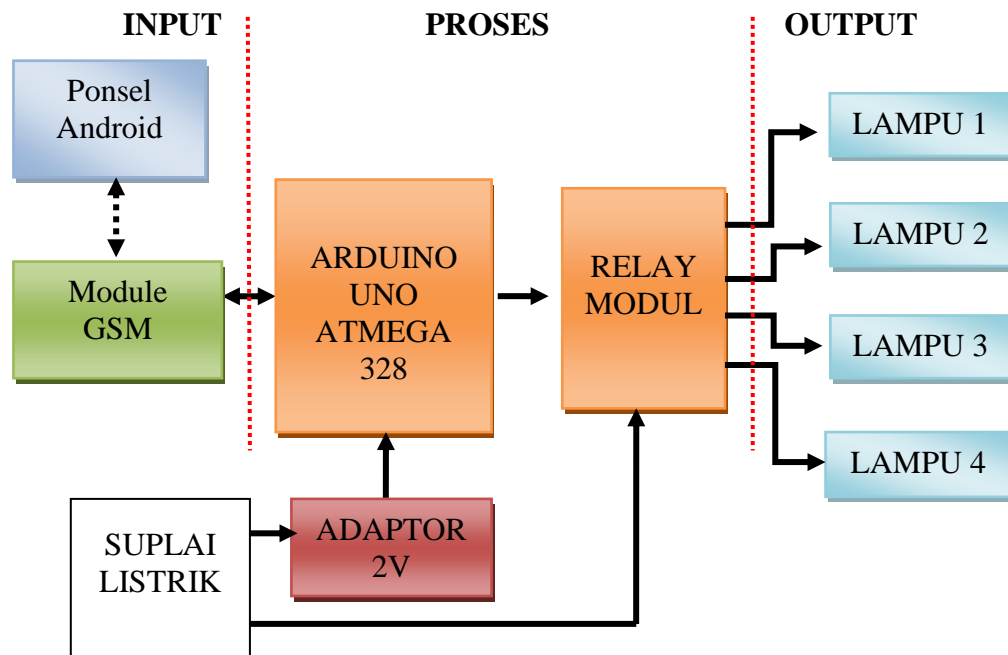 INPUT
PROSES
OUTPUT
Ponsel
Android
Module
GSM
ARDUINO
UNO
ATMEGA
328
RELAY
MODUL
LAMPU 1
LAMPU 2
LAMPU 3
LAMPU 4
SUPLAI
LISTRIK
ADAPTOR
2V